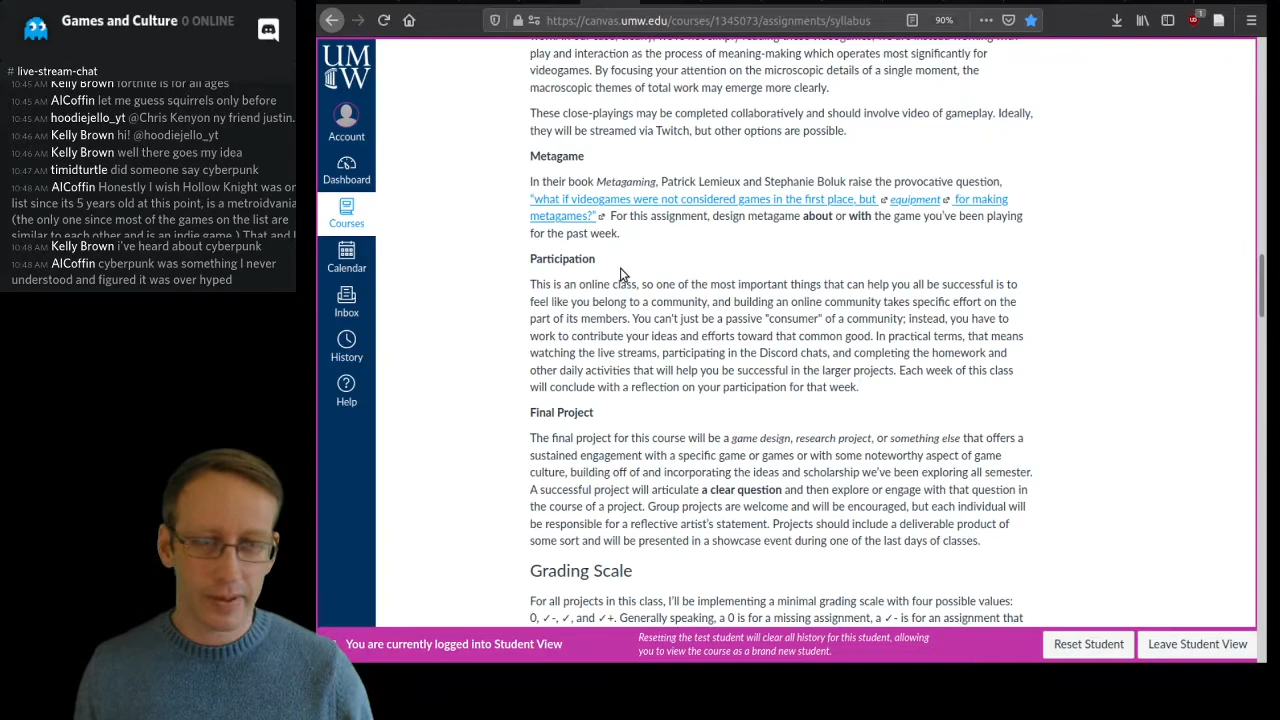 Games and Culture 0 ONLINE
# live-stream-chat
10:45 AM Kelly Brown fortnite is for all ages
10:45 AM AlCoffin let me guess squirrels only before
10:45 AM hoodiejello_yt @Chris Kenyon ny friend justin.
10:46 AM Kelly Brown hi! @hoodiejello_yt
10:46 AM Kelly Brown well there goes my idea
10:47 AM timidturtle did someone say cyberpunk
10:48 AM AlCoffin Honestly I wish Hollow Knight was on
list since its 5 years old at this point, is a metroidvania
(the only one since most of the games on the list are
similar to each other and is an indie game ) That and I
10:48 AM Kelly Brown i've heard about cyberpunk
10:48 AM AlCoffin cyberpunk was something I never
understood and figured it was over hyped
https://canvas.umw.edu/courses/1345073/assignments/syllabus
90%
1
UM
W
Account
Dashboard
Courses
Calendar
Inbox
History
Help
play and interaction as the process of meaning-making which operates most significantly for
videogames. By focusing your attention on the microscopic details of a single moment, the
macroscopic themes of total work may emerge more clearly.
These close-playings may be completed collaboratively and should involve video of gameplay. Ideally,
they will be streamed via Twitch, but other options are possible.
Metagame
In their book Metagaming, Patrick Lemieux and Stephanie Boluk raise the provocative question,
"what if videogames were not considered games in the first place, but equipment for making
metagames?" For this assignment, design metagame about or with the game you've been playing
for the past week.
Participation
This is an online class, so one of the most important things that can help you all be successful is to
feel like you belong to a community, and building an online community takes specific effort on the
part of its members. You can't just be a passive "consumer" of a community; instead, you have to
work to contribute your ideas and efforts toward that common good. In practical terms, that means
watching the live streams, participating in the Discord chats, and completing the homework and
other daily activities that will help you be successful in the larger projects. Each week of this class
will conclude with a reflection on your participation for that week.
Final Project
The final project for this course will be a game design, research project, or something else that offers a
sustained engagement with a specific game or games or with some noteworthy aspect of game
culture, building off of and incorporating the ideas and scholarship we've been exploring all semester.
A successful project will articulate a clear question and then explore or engage with that question in
the course of a project. Group projects are welcome and will be encouraged, but each individual will
be responsible for a reflective artist's statement. Projects should include a deliverable product of
some sort and will be presented in a showcase event during one of the last days of classes.
Grading Scale
For all projects in this class, I'll be implementing a minimal grading scale with four possible values:
0, ✓-, ✓, and ✓+. Generally speaking, a 0 is for a missing assignment, a ✓- is for an assignment that
You are currently logged into Student View
Resetting the test student will clear all history for this student, allowing
you to view the course as a brand new student.
Reset Student
Leave Student View